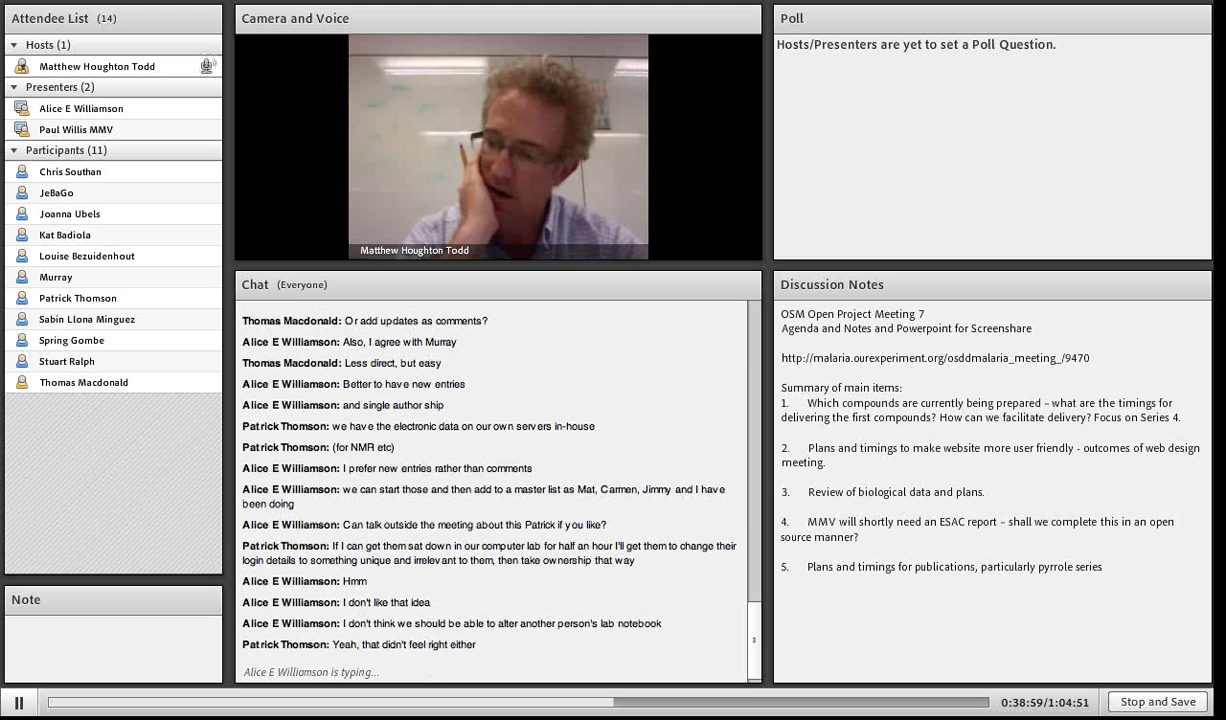 Attendee List (14)
Hosts (1)
Matthew Houghton Todd
Presenters (2)
Alice E Williamson
Paul Willis MMV
Participants (11)
Chris Southan
JeBaGo
Joanna Ubels
Kat Badiola
Louise Bezuidenhout
Murray
Patrick Thomson
Sabin Llona Minguez
Spring Gombe
Stuart Ralph
Thomas Macdonald
Note
Camera and Voice
Matthew Houghton Todd
Chat (Everyone)
Thomas Macdonald: Or add updates as comments?
Alice E Williamson: Also, I agree with Murray
Thomas Macdonald: Less direct, but easy
Alice E Williamson: Better to have new entries
Alice E Williamson: and single author ship
Patrick Thomson: we have the electronic data on our own servers in-house
Patrick Thomson: (for NMR etc)
Alice E Williamson: I prefer new entries rather than comments
Alice E Williamson: we can start those and then add to a master list as Mat, Carmen, Jimmy and I have
been doing
Alice E Williamson: Can talk outside the meeting about this Patrick if you like?
Patrick Thomson: If I can get them sat down in our computer lab for half an hour I'll get them to change their
login details to something unique and irrelevant to them, then take ownership that way
Alice E Williamson: Hmm
Alice E Williamson: I don't like that idea
Alice E Williamson: I don't think we should be able to alter another person's lab notebook
Patrick Thomson: Yeah, that didn't feel right either
Alice E Williamson is typing...
Poll
Hosts/Presenters are yet to set a Poll Question.
Discussion Notes
OSM Open Project Meeting 7
Agenda and Notes and Powerpoint for Screenshare
http://malaria.ourexperiment.org/osddmalaria_meeting_/9470
Summary of main items:
1. Which compounds are currently being prepared – what are the timings for
delivering the first compounds? How can we facilitate delivery? Focus on Series 4.
2. Plans and timings to make website more user friendly - outcomes of web design
meeting.
3. Review of biological data and plans.
4. MMV will shortly need an ESAC report – shall we complete this in an open
source manner?
5. Plans and timings for publications, particularly pyrrole series
0:38:59/1:04:51
Stop and Save